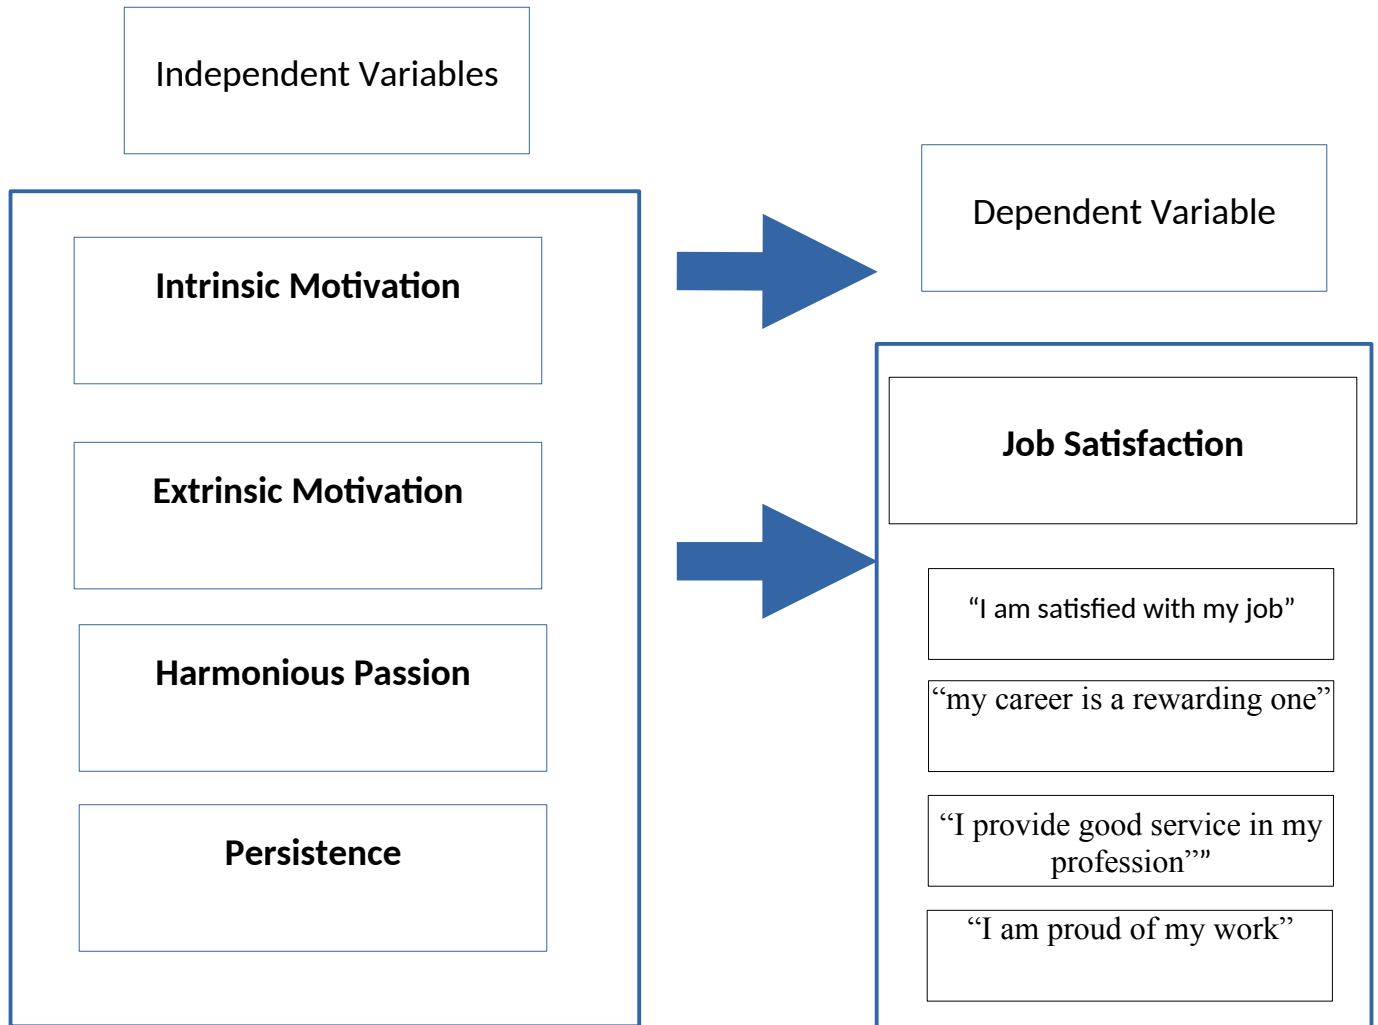 Independent Variables
Dependent Variable
Intrinsic Motivation
Extrinsic Motivation
Harmonious Passion
Persistence
Job Satisfaction
“I am satisfied with my job”
“my career is a rewarding one”
“I provide good service in my
profession””
“I am proud of my work”